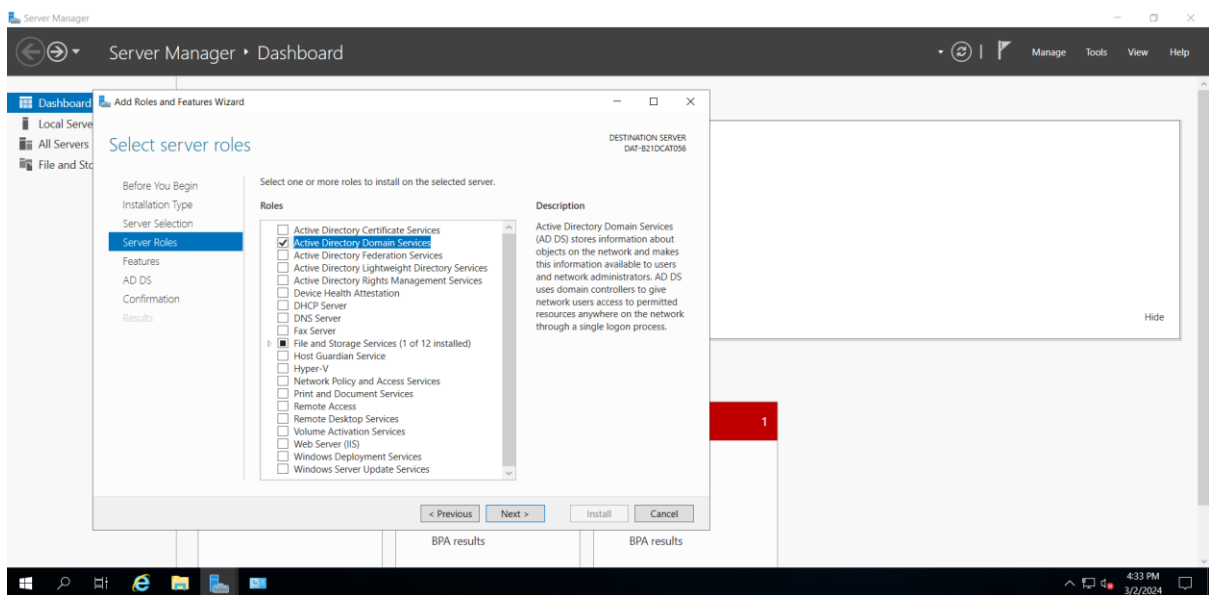 Server Manager
Server Manager • Dashboard
Manage Tools View Help
Dashboard
Local Serve
All Servers
File and Sto
Add Roles and Features Wizard
Select server roles
DESTINATION SERVER
DAT-B21DCAT056
Before You Begin
Installation Type
Server Selection
Server Roles
Features
AD DS
Confirmation
Results
Select one or more roles to install on the selected server.
Roles
Active Directory Certificate Services
Active Directory Domain Services
Active Directory Federation Services
Active Directory Lightweight Directory Services
Active Directory Rights Management Services
Device Health Attestation
DHCP Server
DNS Server
Fax Server
File and Storage Services (1 of 12 installed)
Host Guardian Service
Hyper-V
Network Policy and Access Services
Print and Document Services
Remote Access
Remote Desktop Services
Volume Activation Services
Web Server (IIS)
Windows Deployment Services
Windows Server Update Services
Description
Active Directory Domain Services
(AD DS) stores information about
objects on the network and makes
this information available to users
and network administrators. AD DS
uses domain controllers to give
network users access to permitted
resources anywhere on the network
through a single logon process.
< Previous Next > Install Cancel
Hide
1
BPA results BPA results
4:33 PM
3/2/2024